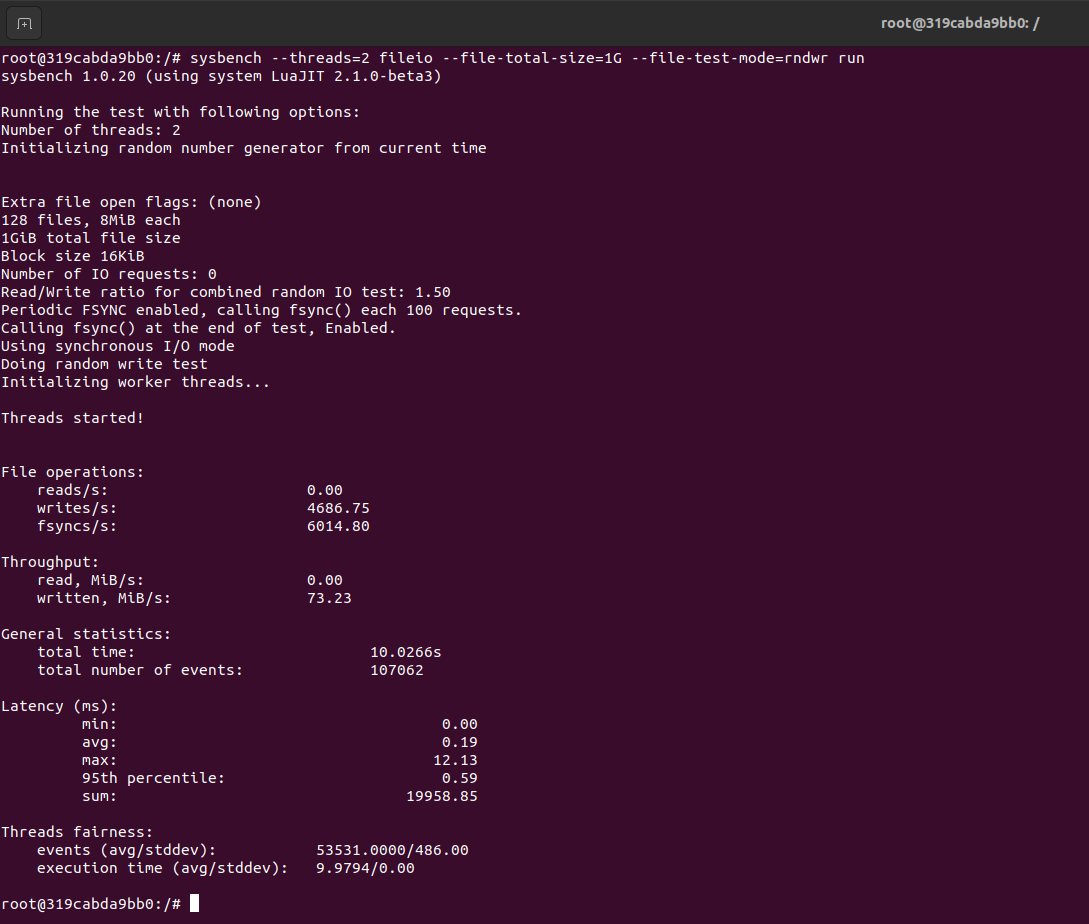 root@319cabda9bb0: /
root@319cabda9bb0:/# sysbench --threads=2 fileio --file-total-size=1G --file-test-mode=rndwr run
sysbench 1.0.20 (using system LuaJIT 2.1.0-beta3)
Running the test with following options:
Number of threads: 2
Initializing random number generator from current time
Extra file open flags: (none)
128 files, 8MiB each
1GiB total file size
Block size 16KiB
Number of IO requests: 0
Read/Write ratio for combined random IO test: 1.50
Periodic FSYNC enabled, calling fsync() each 100 requests.
Calling fsync() at the end of test, Enabled.
Using synchronous I/O mode
Doing random write test
Initializing worker threads...
Threads started!
File operations:
reads/s: 0.00
writes/s: 4686.75
fsyncs/s: 6014.80
Throughput:
read, MiB/s: 0.00
written, MiB/s: 73.23
General statistics:
total time: 10.0266s
total number of events: 107062
Latency (ms):
min: 0.00
avg: 0.19
max: 12.13
95th percentile: 0.59
sum: 19958.85
Threads fairness:
events (avg/stddev): 53531.0000/486.00
execution time (avg/stddev): 9.9794/0.00
root@319cabda9bb0:/#